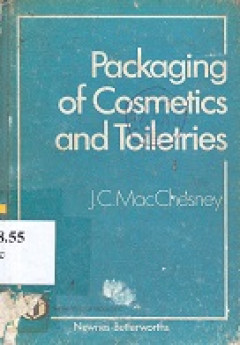 Packaging
of Cosmetics
and Toiletries
J.C. MacChesney
8.55
c
Newnes-Butterworths